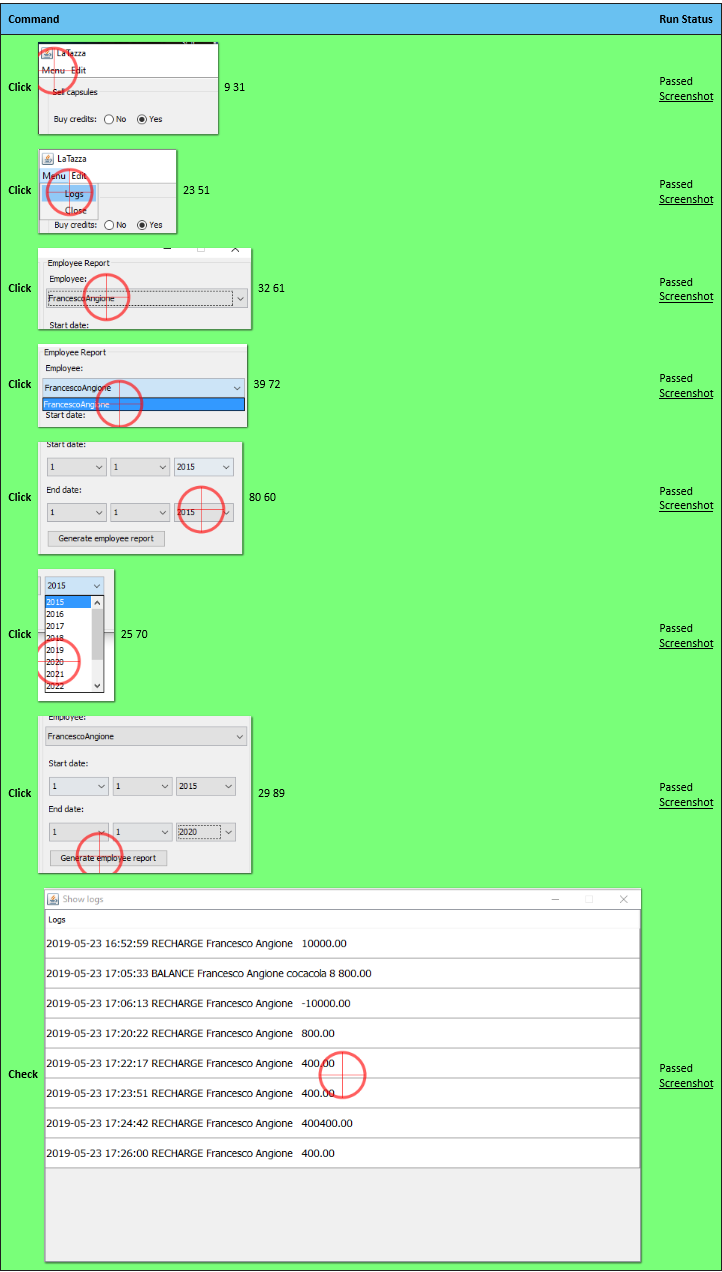 Command Run Status
LaTazza
Menu Edit
Sell capsules
Buy credits: No Yes
Click 9 31 Passed
Screenshot
LaTazza
Menu Edit
Logs
Close
Buy credits: No Yes
Click 23 51 Passed
Screenshot
Employee Report
Employee:
FrancescoAngione
Start date:
Click 32 61 Passed
Screenshot
Employee Report
Employee:
FrancescoAngione
FrancescoAngione
Start date:
Click 39 72 Passed
Screenshot
Start date:
1 1 2015
End date:
1 1 2015
Generate employee report
Click 80 60 Passed
Screenshot
2015
2015
2016
2017
2018
2019
2020
2021
2022
Click 25 70 Passed
Screenshot
Employee:
FrancescoAngione
Start date:
1 1 2015
End date:
1 1 2020
Generate employee report
Click 29 89 Passed
Screenshot
Show logs
Logs
2019-05-23 16:52:59 RECHARGE Francesco Angione 10000.00
2019-05-23 17:05:33 BALANCE Francesco Angione cocacola 8 800.00
2019-05-23 17:06:13 RECHARGE Francesco Angione -10000.00
2019-05-23 17:20:22 RECHARGE Francesco Angione 800.00
2019-05-23 17:22:17 RECHARGE Francesco Angione 400.00
2019-05-23 17:23:51 RECHARGE Francesco Angione 400.00
2019-05-23 17:24:42 RECHARGE Francesco Angione 400400.00
2019-05-23 17:26:00 RECHARGE Francesco Angione 400.00
Check Passed
Screenshot